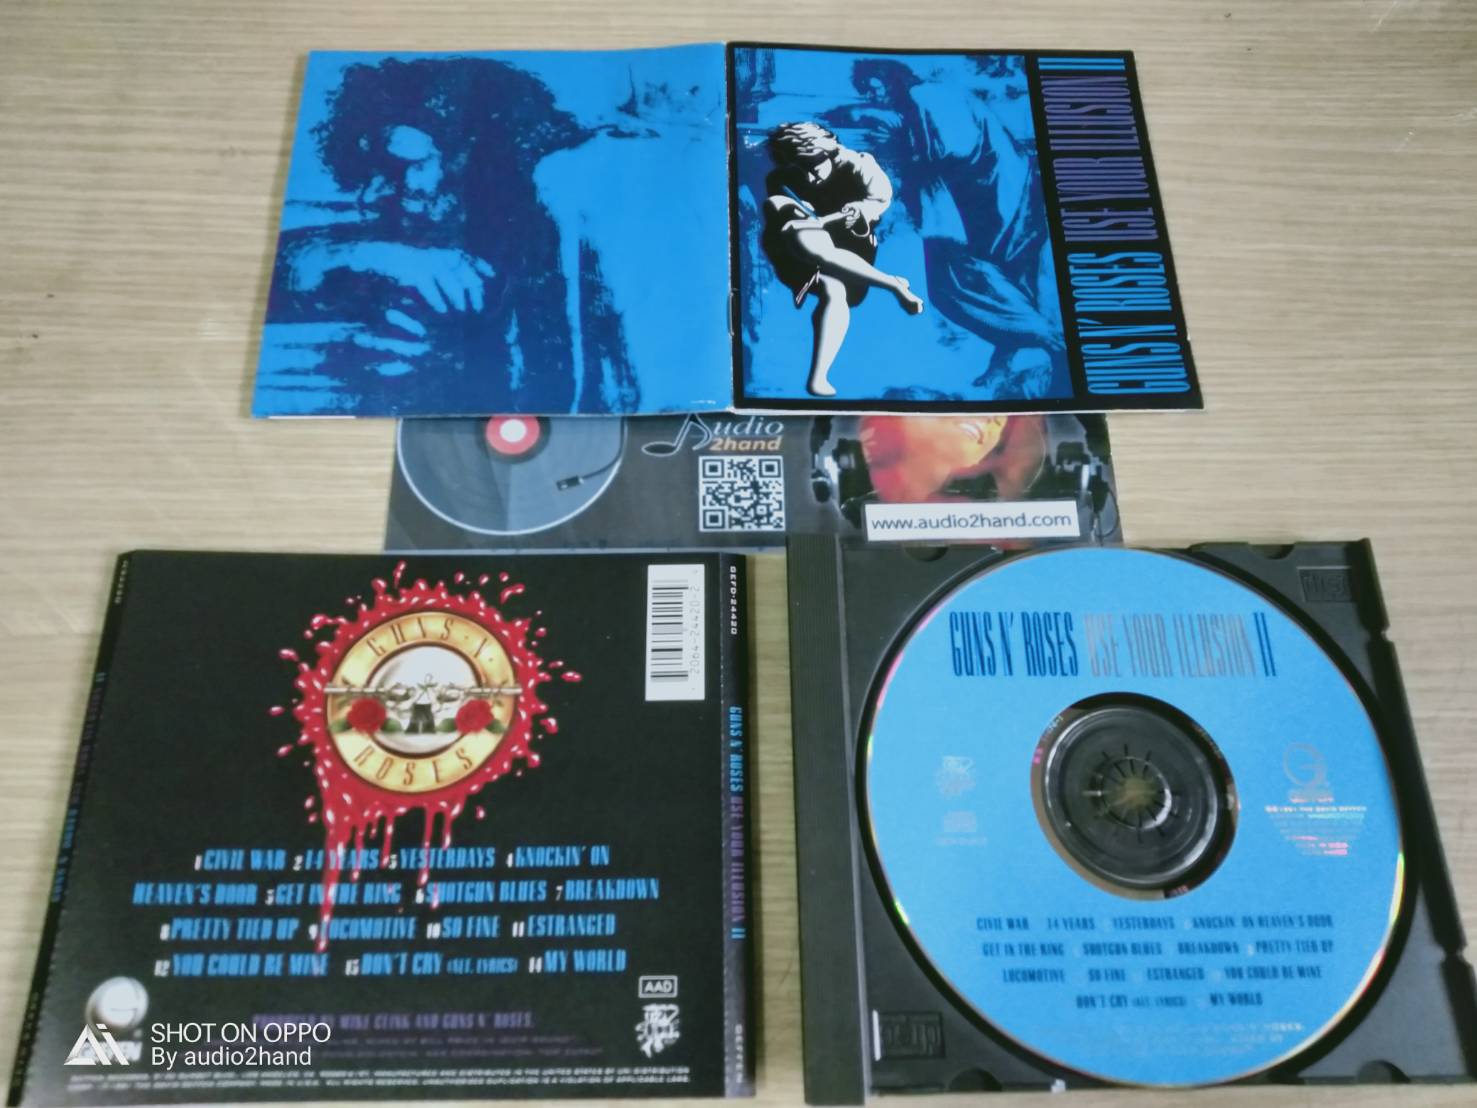 GUNS N' ROSES USE YOUR ILLUSION II
Audio
2hand
www.audio2hand.com
GEFD-24420
20642-24420-2
GUNS N' ROSES USE YOUR ILLUSION II
GEFFEN
GUNS N'
ROSES
1 CIVIL WAR 2 14 YEARS 3 YESTERDAYS 4 KNOCKIN' ON
HEAVEN'S DOOR 5 GET IN THE RING 6 SHOTGUN BLUES 7 BREAKDOWN
8 PRETTY TIED UP 9 LOCOMOTIVE 10 SO FINE 11 ESTRANGED
12 YOU COULD BE MINE 13 DON'T CRY (ALT. LYRICS) 14 MY WORLD
AAD
PRODUCED BY MIKE CLINK AND GUNS N' ROSES.
GUNS N' ROSES USE YOUR ILLUSION II
GEFFEN
CIVIL WAR 14 YEARS YESTERDAYS KNOCKIN' ON HEAVEN'S DOOR
GET IN THE RING SHOTGUN BLUES BREAKDOWN PRETTY TIED UP
LOCOMOTIVE SO FINE ESTRANGED YOU COULD BE MINE
DON'T CRY (ALT. LYRICS) MY WORLD
SHOT ON OPPO
By audio2hand